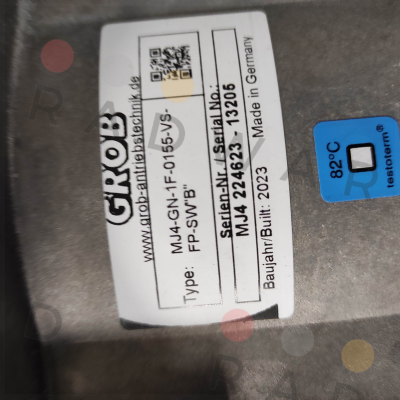 GROB
www.grob-antriebstechnik.de
Type: MJ4-GN-1F-0155-VS-
FP-SW"B"
Serien-Nr. / Serial No.:
MJ4 224623 - 13205
Baujahr/Built: 2023 Made in Germany
82°C
testoterm®